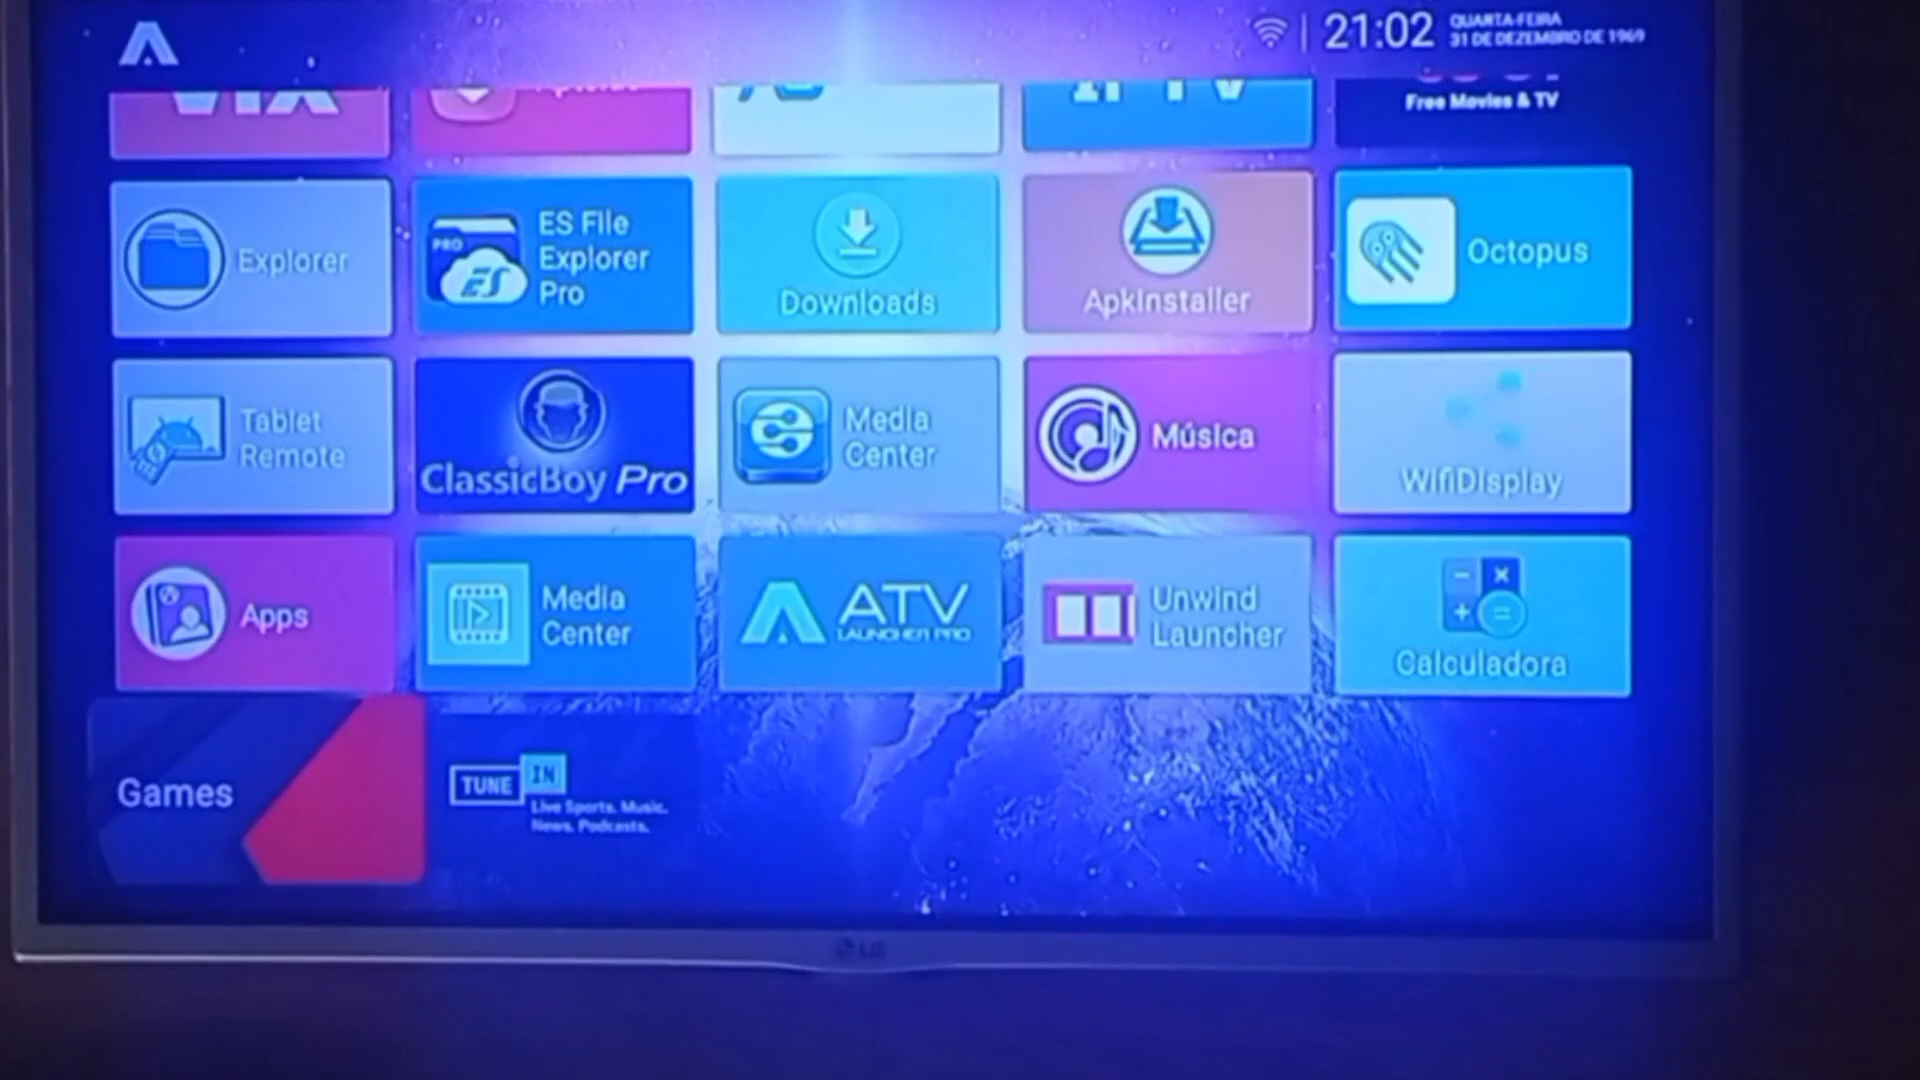 21:02
QUARTA-FEIRA
31 DE DEZEMBRO DE 1969
VIX
Free Movies & TV
Explorer
PRO
ES
ES File
Explorer
Pro
Downloads
ApkInstaller
Octopus
Tablet
Remote
ClassicBoy Pro
Media
Center
Música
WifiDisplay
Apps
Media
Center
ATV
LAUNCHER PRO
Unwind
Launcher
Calculadora
Games
TUNE IN
Live Sports. Music.
News. Podcasts.
LG